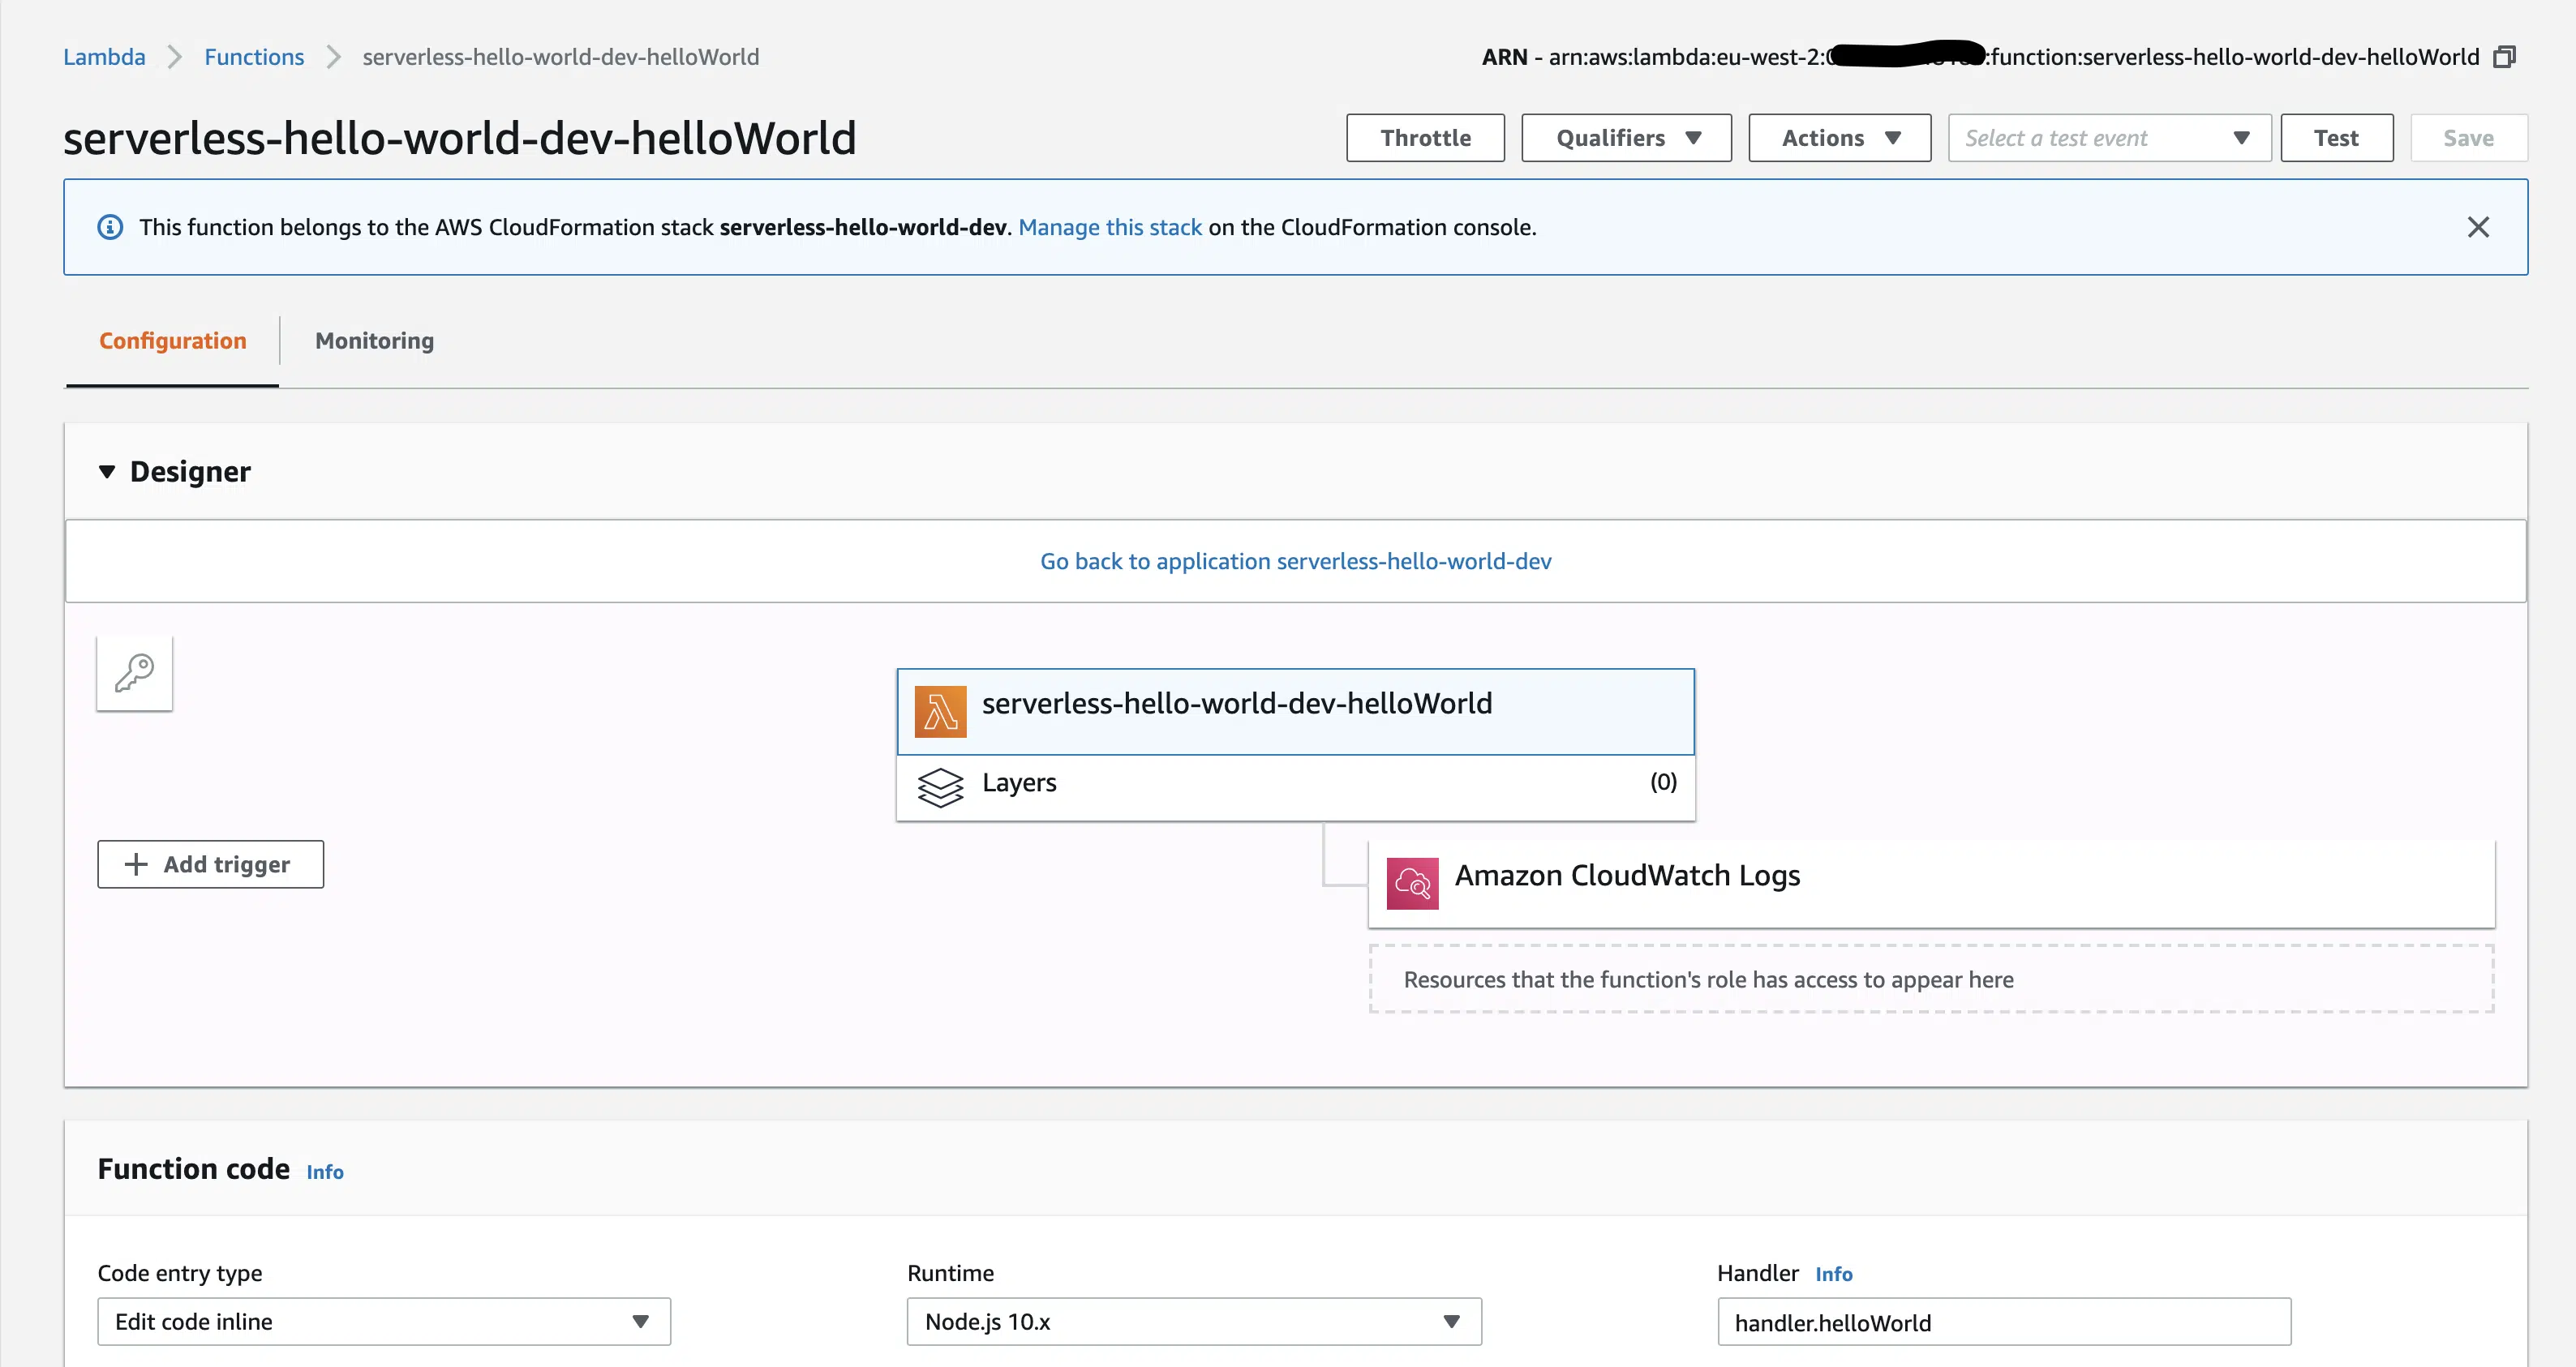 Lambda Functions serverless-hello-world-dev-helloWorld
ARN - arn:aws:lambda:eu-west-2: :function:serverless-hello-world-dev-helloWorld
serverless-hello-world-dev-helloWorld
Throttle Qualifiers Actions Select a test event Test Save
This function belongs to the AWS CloudFormation stack serverless-hello-world-dev. Manage this stack on the CloudFormation console.
Configuration Monitoring
Designer
Go back to application serverless-hello-world-dev
serverless-hello-world-dev-helloWorld
Layers (0)
Add trigger
Amazon CloudWatch Logs
Resources that the function's role has access to appear here
Function code Info
Code entry type
Edit code inline
Runtime
Node.js 10.x
Handler Info
handler.helloWorld